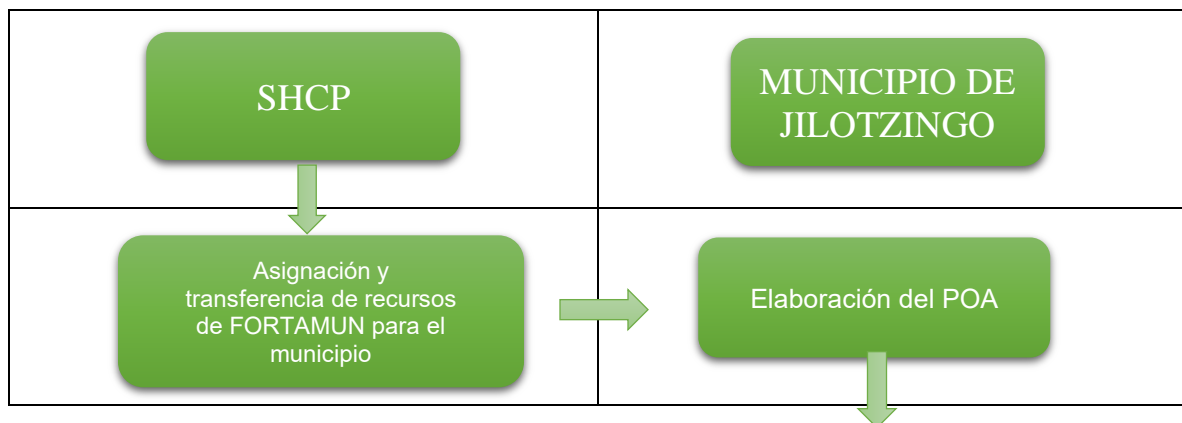 SHCP
MUNICIPIO DE
JILOTZINGO
Asignación y
transferencia de recursos
de FORTAMUN para el
municipio
Elaboración del POA